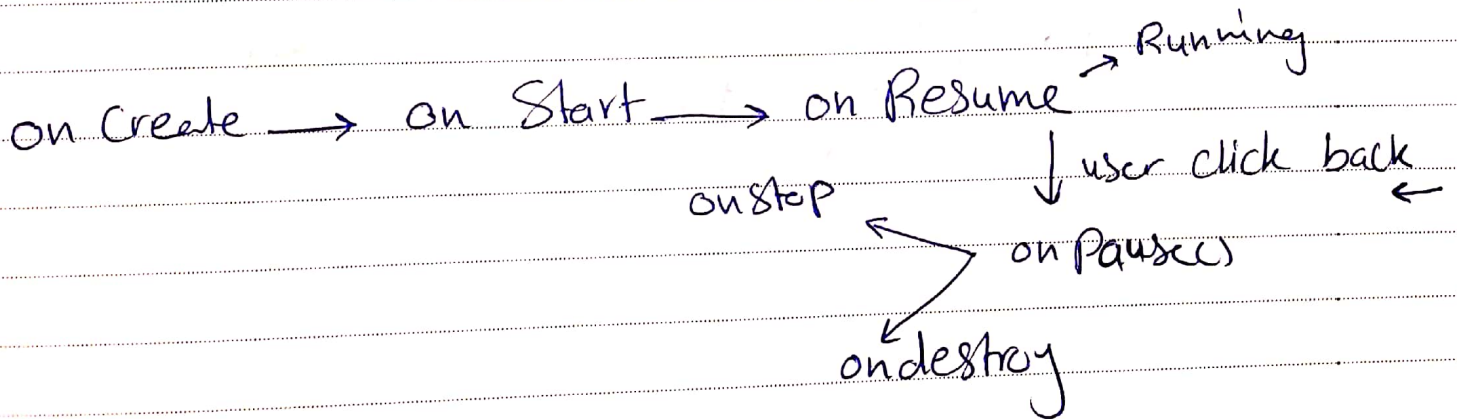 Running
on Create → on Start → on Resume
↓ user click back ←
onstop
on Pause()
ondestroy